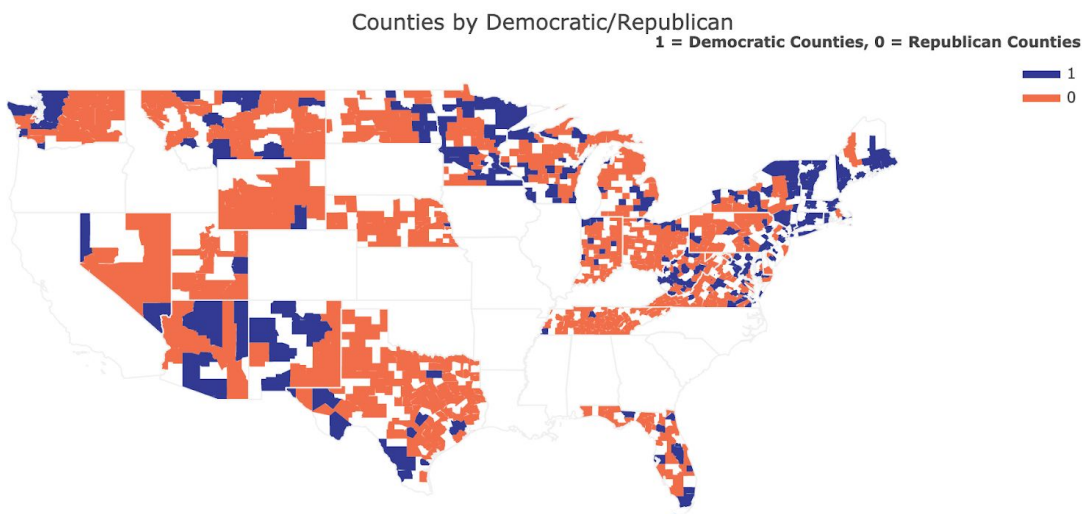 Counties by Democratic/Republican
1 = Democratic Counties, 0 = Republican Counties
1
0